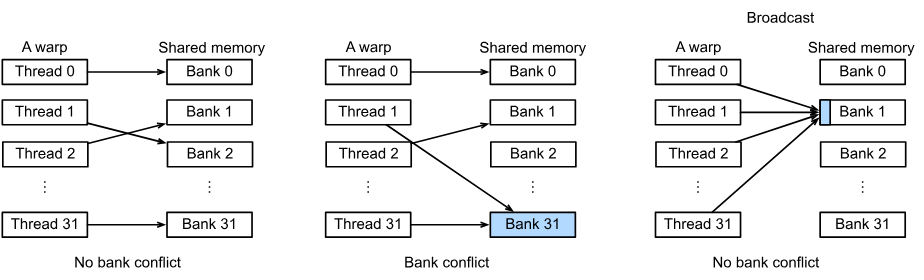 A warp
Shared memory
Thread 0
Bank 0
Thread 1
Bank 1
Thread 2
Bank 2
⋮
⋮
Thread 31
Bank 31
No bank conflict
A warp
Shared memory
Thread 0
Bank 0
Thread 1
Bank 1
Thread 2
Bank 2
⋮
⋮
Thread 31
Bank 31
Bank conflict
Broadcast
A warp
Shared memory
Thread 0
Bank 0
Thread 1
Bank 1
Thread 2
Bank 2
⋮
⋮
Thread 31
Bank 31
No bank conflict